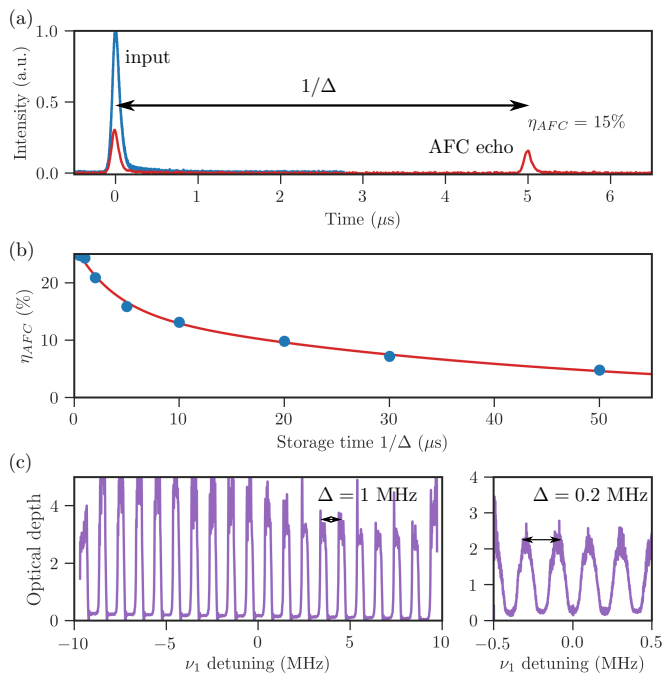 (a)
1.0
0.5
0.0
Intensity (a.u.)
input
1/Δ
η_AFC = 15%
AFC echo
0 1 2 3 4 5 6
Time (μs)
(b)
20
10
0
η_AFC (%)
0 10 20 30 40 50
Storage time 1/Δ (μs)
(c)
4
2
0
Optical depth
Δ = 1 MHz
−10 −5 0 5 10
ν₁ detuning (MHz)
4
3
2
1
0
Δ = 0.2 MHz
−0.5 0.0 0.5
ν₁ detuning (MHz)